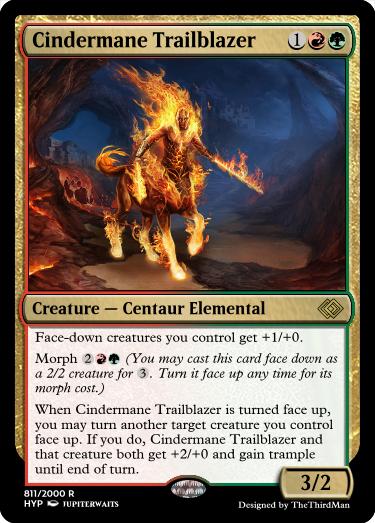 Cindermane Trailblazer 1
Creature — Centaur Elemental
Face-down creatures you control get +1/+0.
Morph 2 (You may cast this card face down as
a 2/2 creature for 3. Turn it face up any time for its
morph cost.)
When Cindermane Trailblazer is turned face up,
you may turn another target creature you control
face up. If you do, Cindermane Trailblazer and
that creature both get +2/+0 and gain trample
until end of turn.
3/2
811/2000 R
HYP JUPITERWAITS
Designed by TheThirdMan